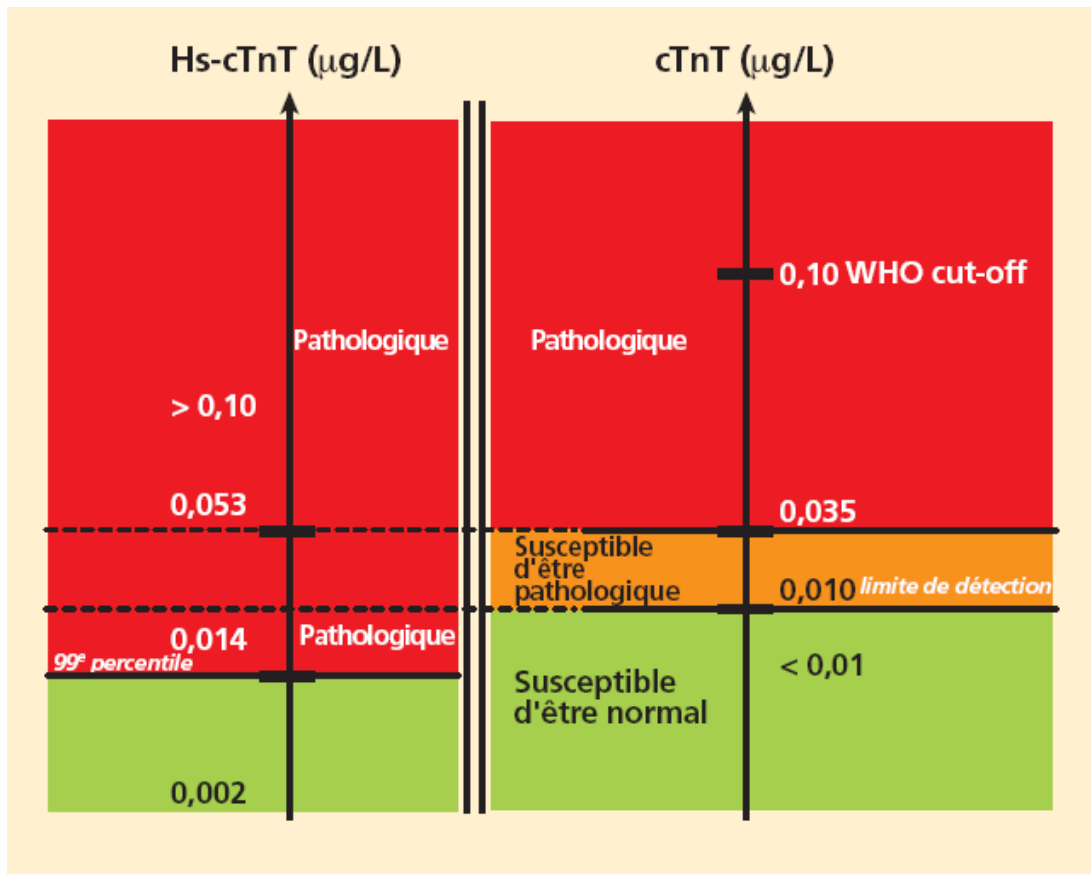 Hs-cTnT (μg/L)
Pathologique
> 0,10
0,053
0,014
Pathologique
99e percentile
0,002
cTnT (μg/L)
0,10 WHO cut-off
Pathologique
0,035
Susceptible
d'être
pathologique
0,010 limite de détection
< 0,01
Susceptible
d'être normal